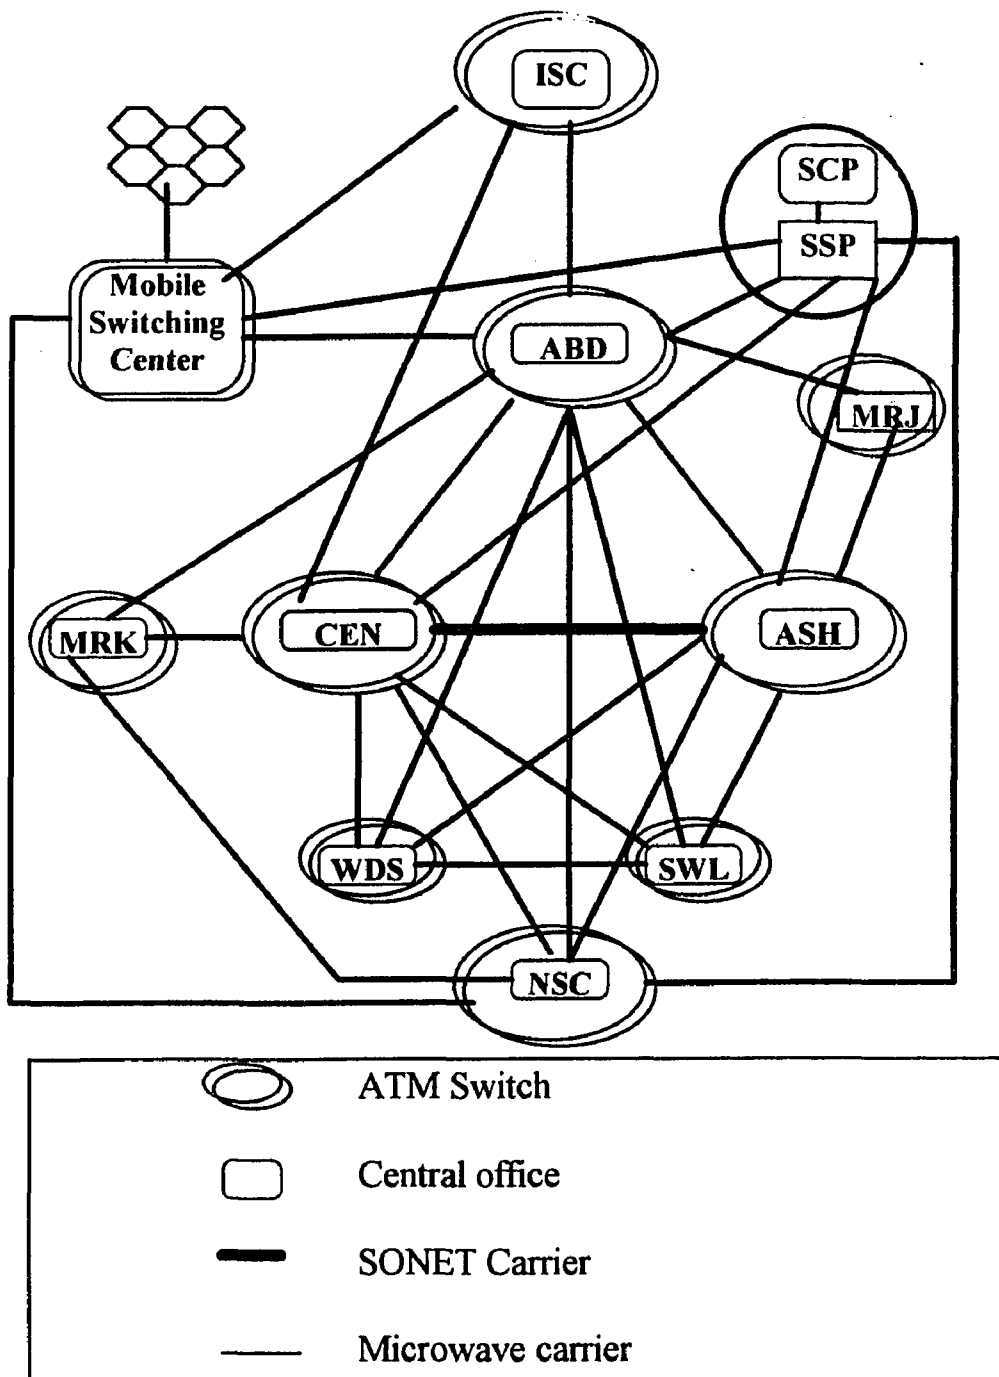 ISC
SCP
SSP
Mobile
Switching
Center
ABD
MRJ
MRK
CEN
ASH
WDS
SWL
NSC
ATM Switch
Central office
SONET Carrier
Microwave carrier